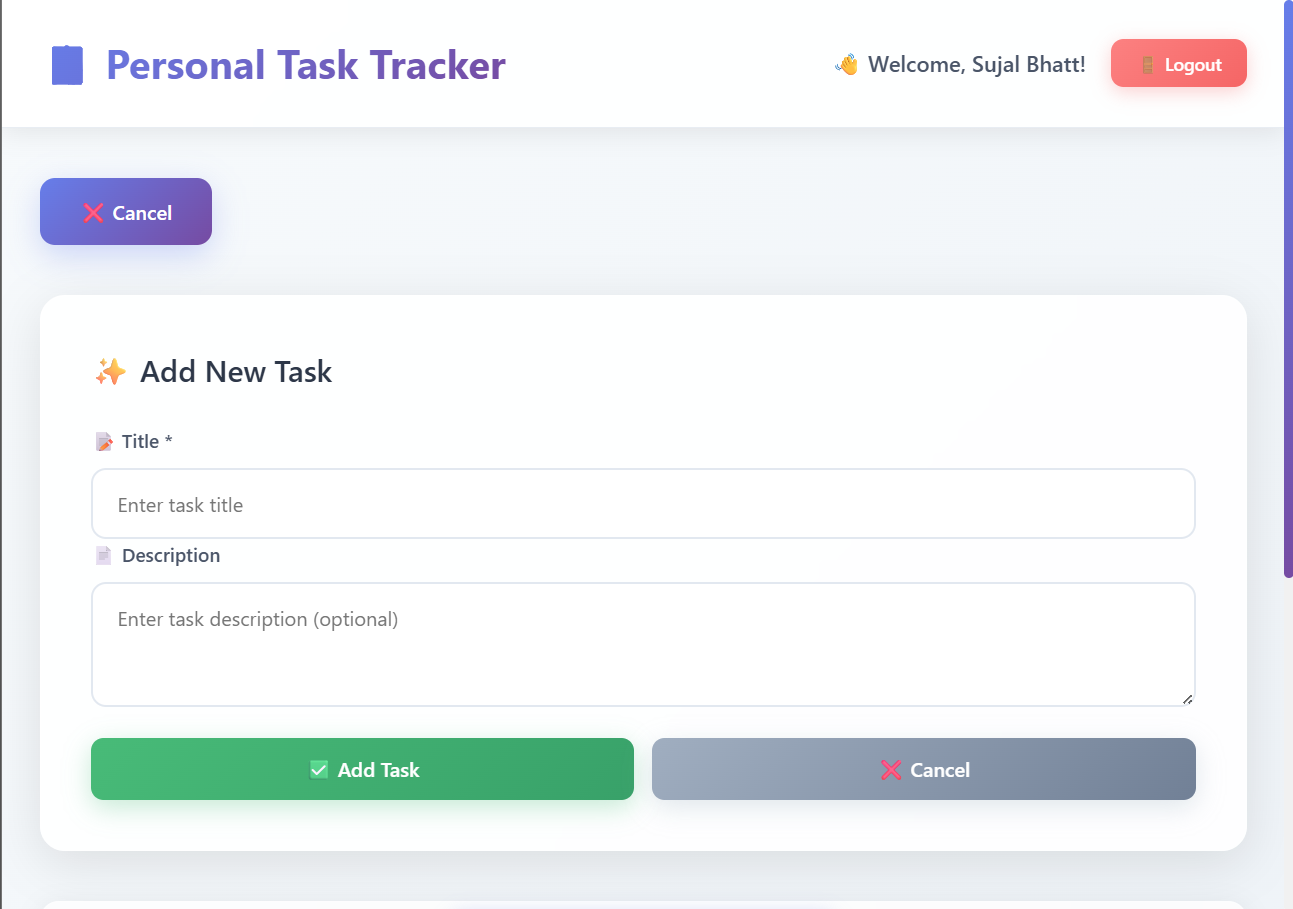 Personal Task Tracker
👋 Welcome, Sujal Bhatt!
🚪 Logout
❌ Cancel
✨ Add New Task
📝 Title *
Enter task title
📄 Description
Enter task description (optional)
✅ Add Task
❌ Cancel